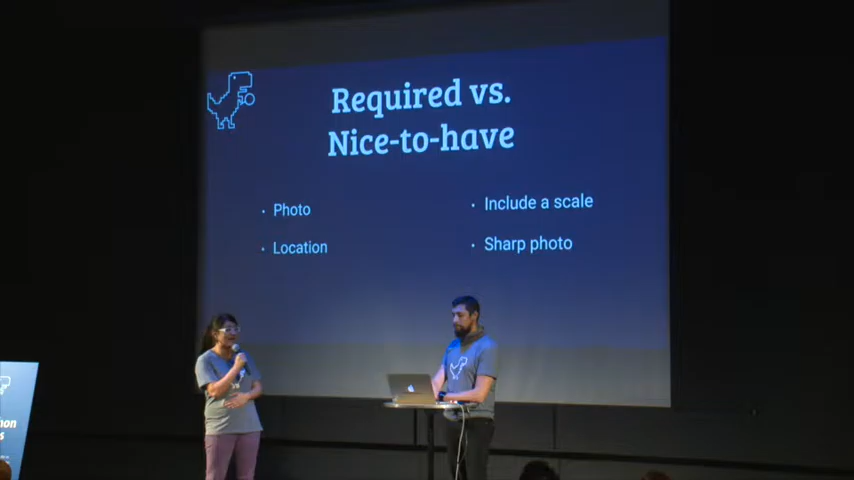 Required vs.
Nice-to-have
· Photo
· Location
· Include a scale
· Sharp photo